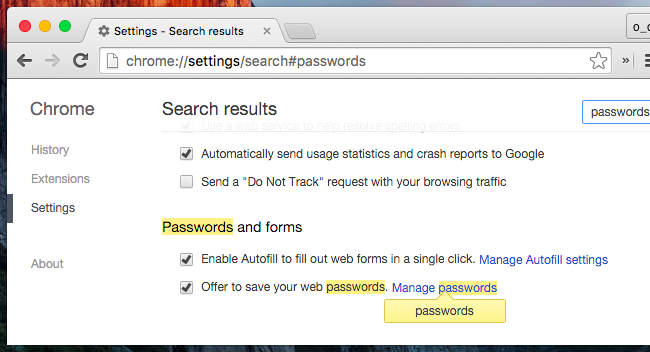 Settings - Search results
chrome://settings/search#passwords
»
Chrome
Search results
passwords
Use a web service to help resolve spelling errors.
History
Automatically send usage statistics and crash reports to Google
Extensions
Send a "Do Not Track" request with your browsing traffic
Settings
Passwords and forms
About
Enable Autofill to fill out web forms in a single click. Manage Autofill settings
Offer to save your web passwords. Manage passwords
passwords